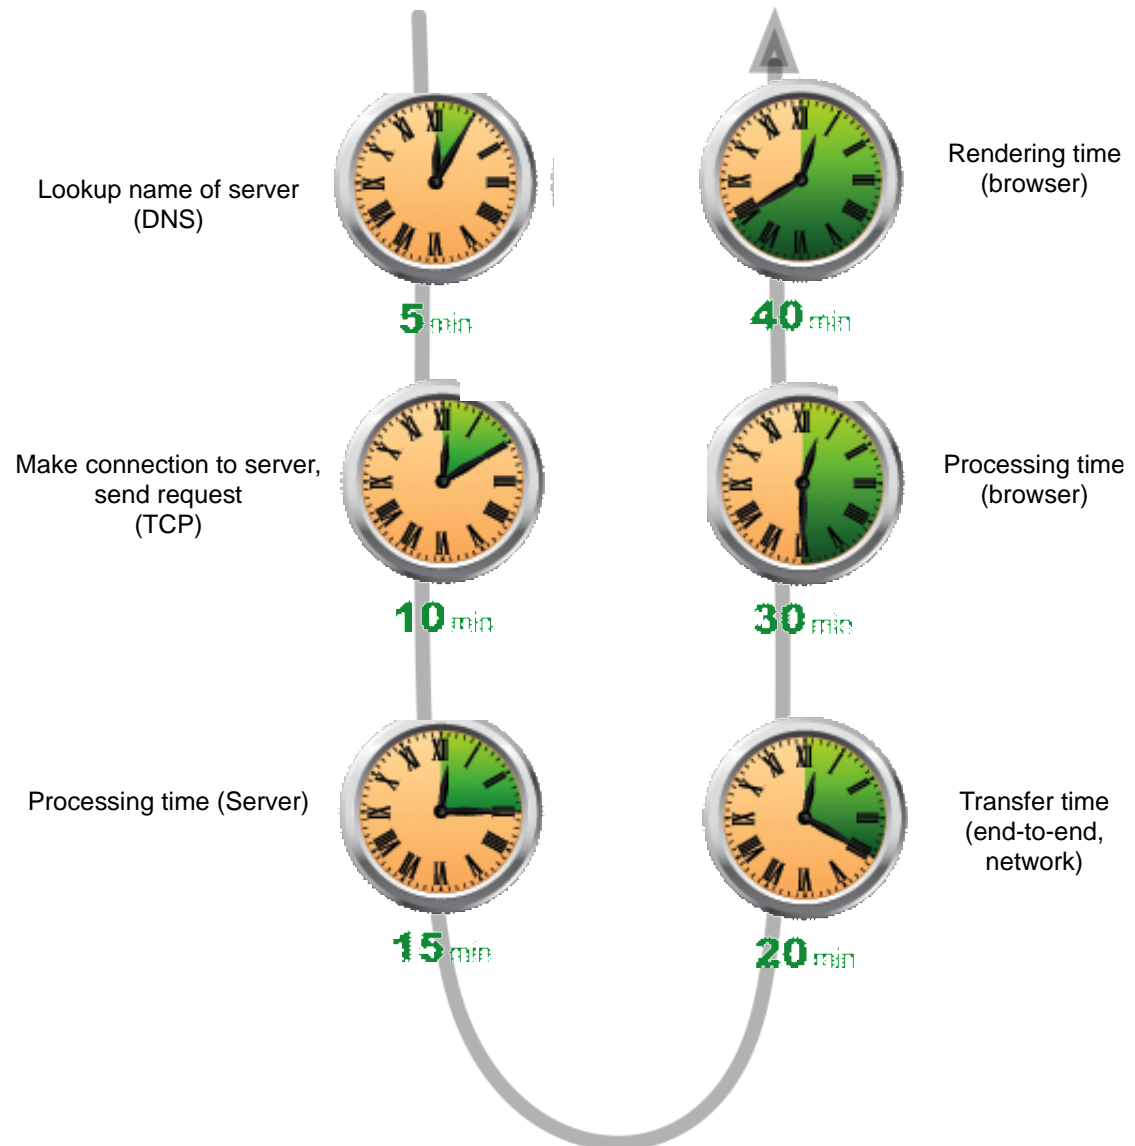 Lookup name of server
(DNS)
5 min
Make connection to server,
send request
(TCP)
10 min
Processing time (Server)
15 min
Transfer time
(end-to-end,
network)
20 min
Processing time
(browser)
30 min
Rendering time
(browser)
40 min